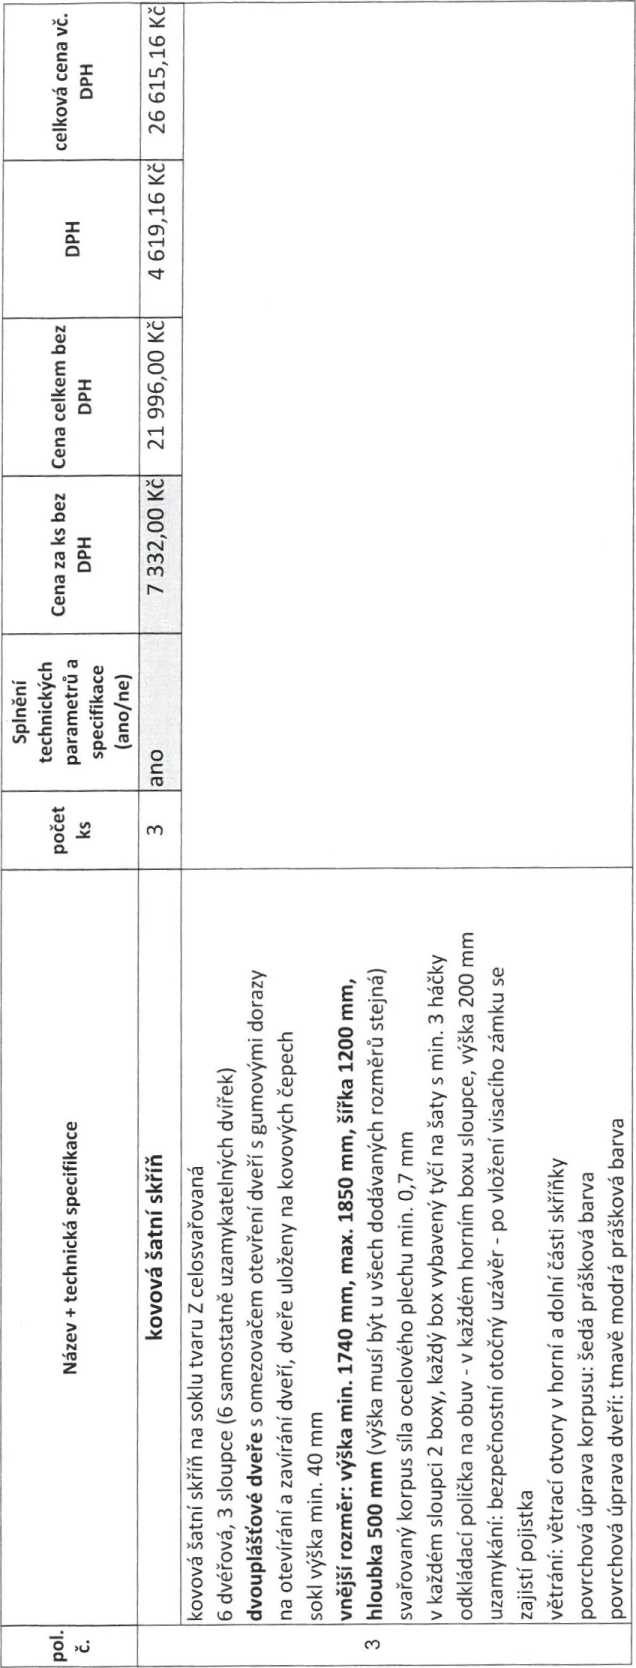 pol.
č.
Název + technická specifikace
počet
ks
Splnění
technických
parametrů a
specifikace
(ano/ne)
Cena za ks bez
DPH
Cena celkem bez
DPH
DPH
celková cena vč.
DPH
3
kovová šatní skříň
3
ano
7 332,00 Kč
21 996,00 Kč
4 619,16 Kč
26 615,16 Kč
kovová šatní skříň na soklu tvaru Z celosvařovaná
6 dvéřová, 3 sloupce (6 samostatně uzamykatelných dvířek)
dvouplášťové dveře s omezovačem otevření dveří s gumovými dorazy
na otevírání a zavírání dveří, dveře uloženy na kovových čepech
sokl výška min. 40 mm
vnější rozměr: výška min. 1740 mm, max. 1850 mm, šířka 1200 mm,
hloubka 500 mm (výška musí být u všech dodávaných rozměrů stejná)
svařovaný korpus síla ocelového plechu min. 0,7 mm
v každém sloupci 2 boxy, každý box vybavený tyčí na šaty s min. 3 háčky
odkládací polička na obuv - v každém horním boxu sloupce, výška 200 mm
uzamykání: bezpečnostní otočný uzávěr - po vložení visacího zámku se
zajistí pojistka
větrání: větrací otvory v horní a dolní části skříňky
povrchová úprava korpusu: šedá prášková barva
povrchová úprava dveří: tmavě modrá prášková barva